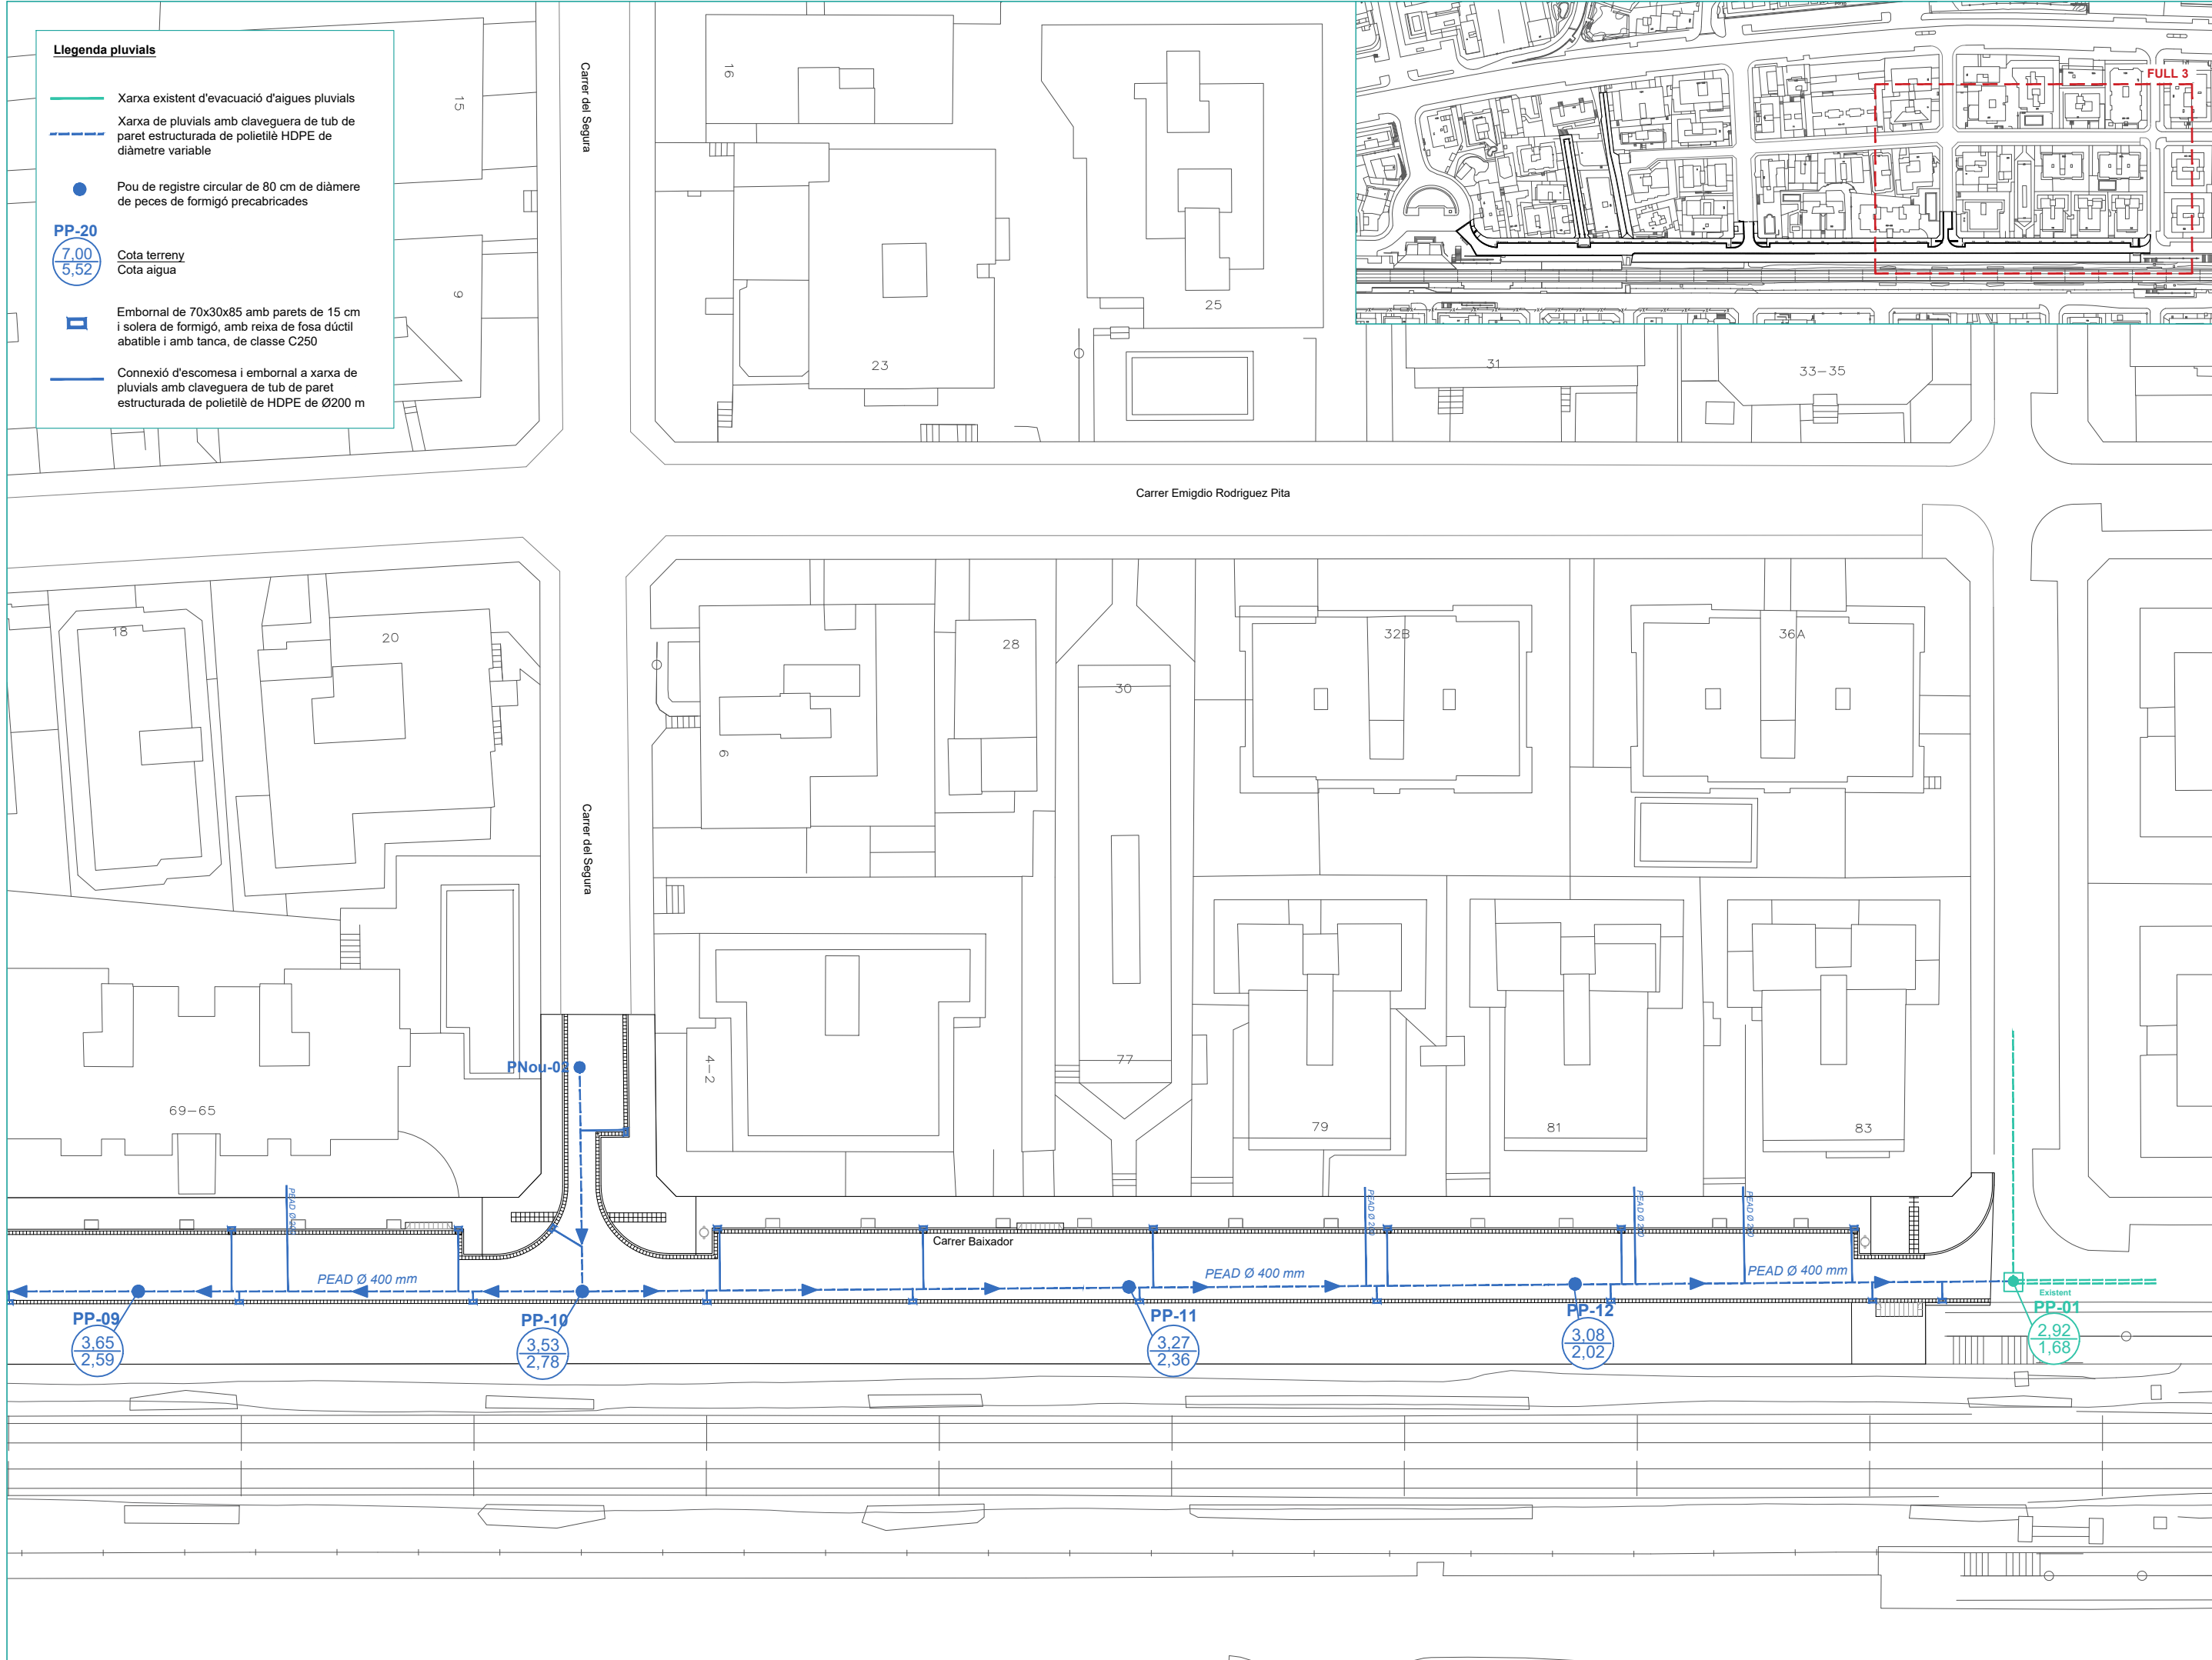 Llegenda pluvials
Xarxa existent d'evacuació d'aigues pluvials
Xarxa de pluvials amb claveguera de tub de
paret estructurada de polietilè HDPE de
diàmetre variable
Pou de registre circular de 80 cm de diàmere
de peces de formigó precabricades
PP-20
7,00
5,52
Cota terreny
Cota aigua
Embornal de 70x30x85 amb parets de 15 cm
i solera de formigó, amb reixa de fosa dúctil
abatible i amb tanca, de classe C250
Connexió d'escomesa i embornal a xarxa de
pluvials amb claveguera de tub de paret
estructurada de polietilè de HDPE de Ø200 m
FULL 3
15
9
Carrer del Segura
16
23
25
31
33-35
Carrer Emigdio Rodriguez Pita
18
20
6
28
30
32B
36A
Carrer del Segura
PNou-02
4-2
69-65
77
79
81
83
PEAD Ø 200
PEAD Ø 200
PEAD Ø 200
PEAD Ø 200
Carrer Baixador
PEAD Ø 400 mm
PEAD Ø 400 mm
PEAD Ø 400 mm
PP-09
3,65
2,59
PP-10
3,53
2,78
PP-11
3,27
2,36
PP-12
3,08
2,02
Existent
PP-01
2,92
1,68